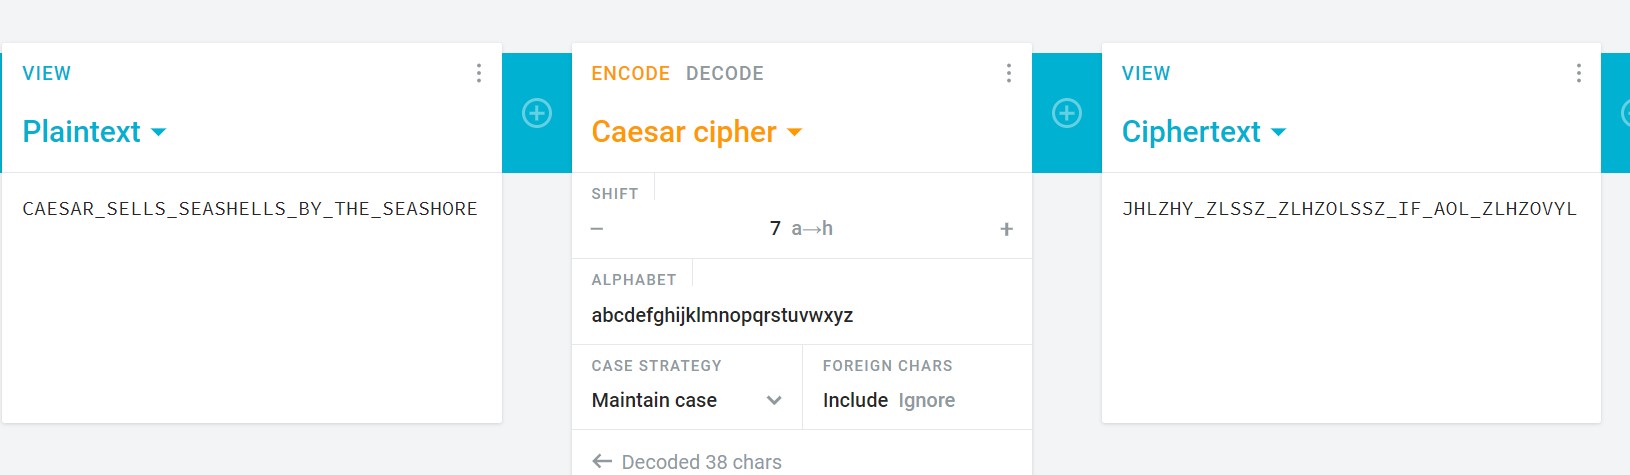 VIEW
Plaintext
CAESAR_SELLS_SEASHELLS_BY_THE_SEASHORE
ENCODE DECODE
Caesar cipher
SHIFT
− 7 a→h +
ALPHABET
abcdefghijklmnopqrstuvwxyz
CASE STRATEGY
Maintain case
FOREIGN CHARS
Include Ignore
← Decoded 38 chars
VIEW
Ciphertext
JHLZHY_ZLSSZ_ZLHZOLSSZ_IF_AOL_ZLHZOVYL